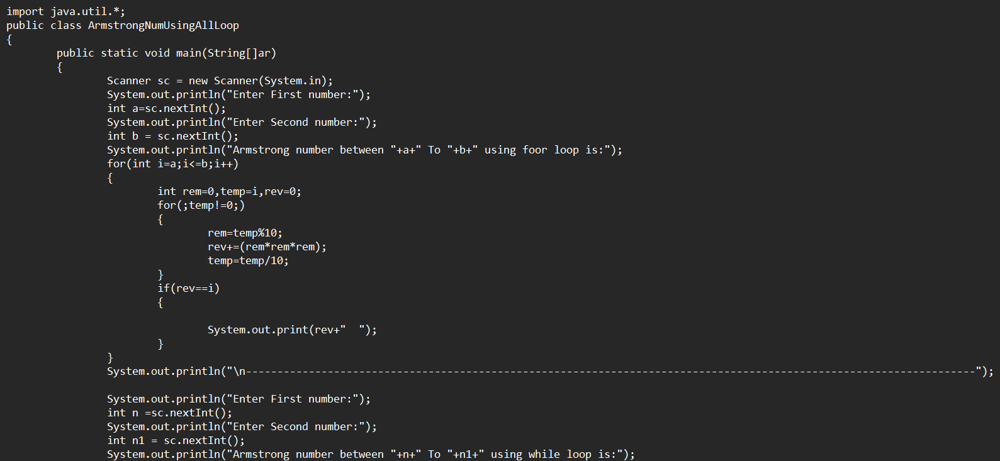 import java.util.*;
public class ArmstrongNumUsingAllLoop
{
public static void main(String[]ar)
{
Scanner sc = new Scanner(System.in);
System.out.println("Enter First number:");
int a=sc.nextInt();
System.out.println("Enter Second number:");
int b = sc.nextInt();
System.out.println("Armstrong number between "+a+" To "+b+" using foor loop is:");
for(int i=a;i<=b;i++)
{
int rem=0,temp=i,rev=0;
for(;temp!=0;)
{
rem=temp%10;
rev+=(rem*rem*rem);
temp=temp/10;
}
if(rev==i)
{
System.out.print(rev+"  ");
}
}
System.out.println("\n--------------------------------------------------------------------------------------------------------------------");
System.out.println("Enter First number:");
int n =sc.nextInt();
System.out.println("Enter Second number:");
int n1 = sc.nextInt();
System.out.println("Armstrong number between "+n+" To "+n1+" using while loop is:");